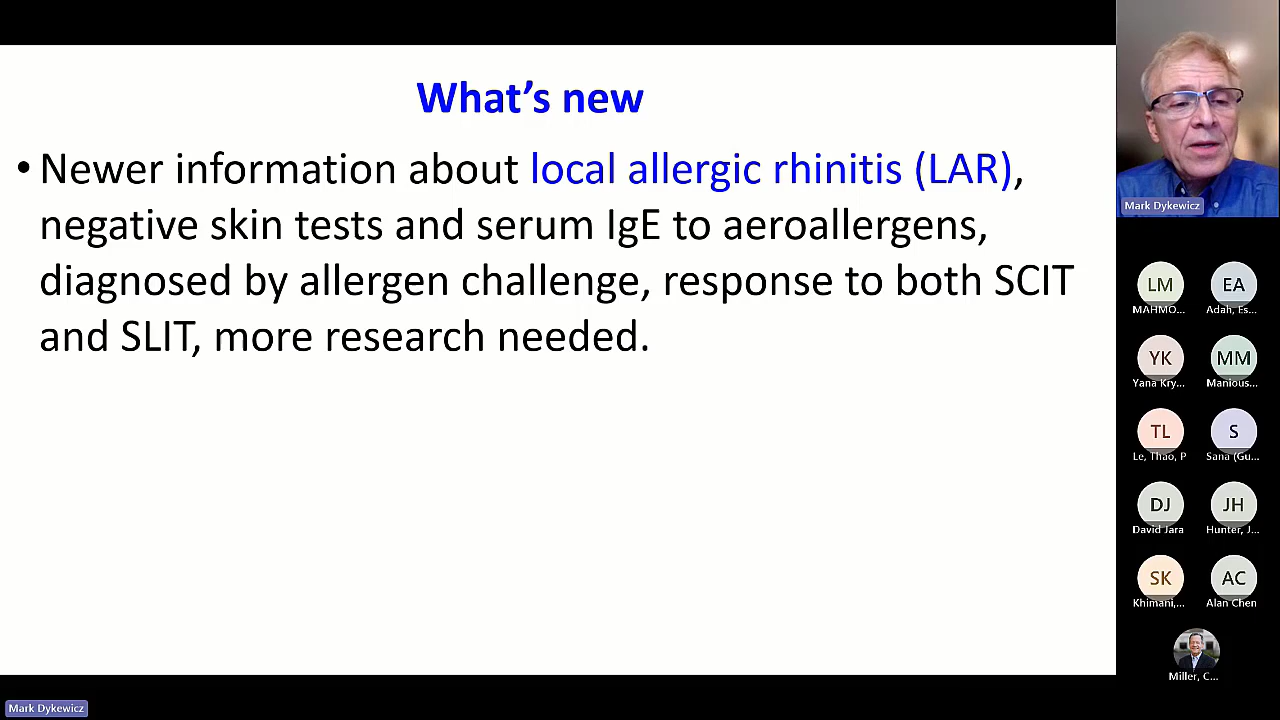 What's new
• Newer information about local allergic rhinitis (LAR),
negative skin tests and serum IgE to aeroallergens,
diagnosed by allergen challenge, response to both SCIT
and SLIT, more research needed.
Mark Dykewicz
LM
EA
MAHMO...
Adah, Es...
YK
MM
Yana Kry...
Manious...
TL
S
Le, Thao, P
Sana (Gu...
DJ
JH
David Jara
Hunter, J...
SK
AC
Khimani,...
Alan Chen
Miller, C...
Mark Dykewicz